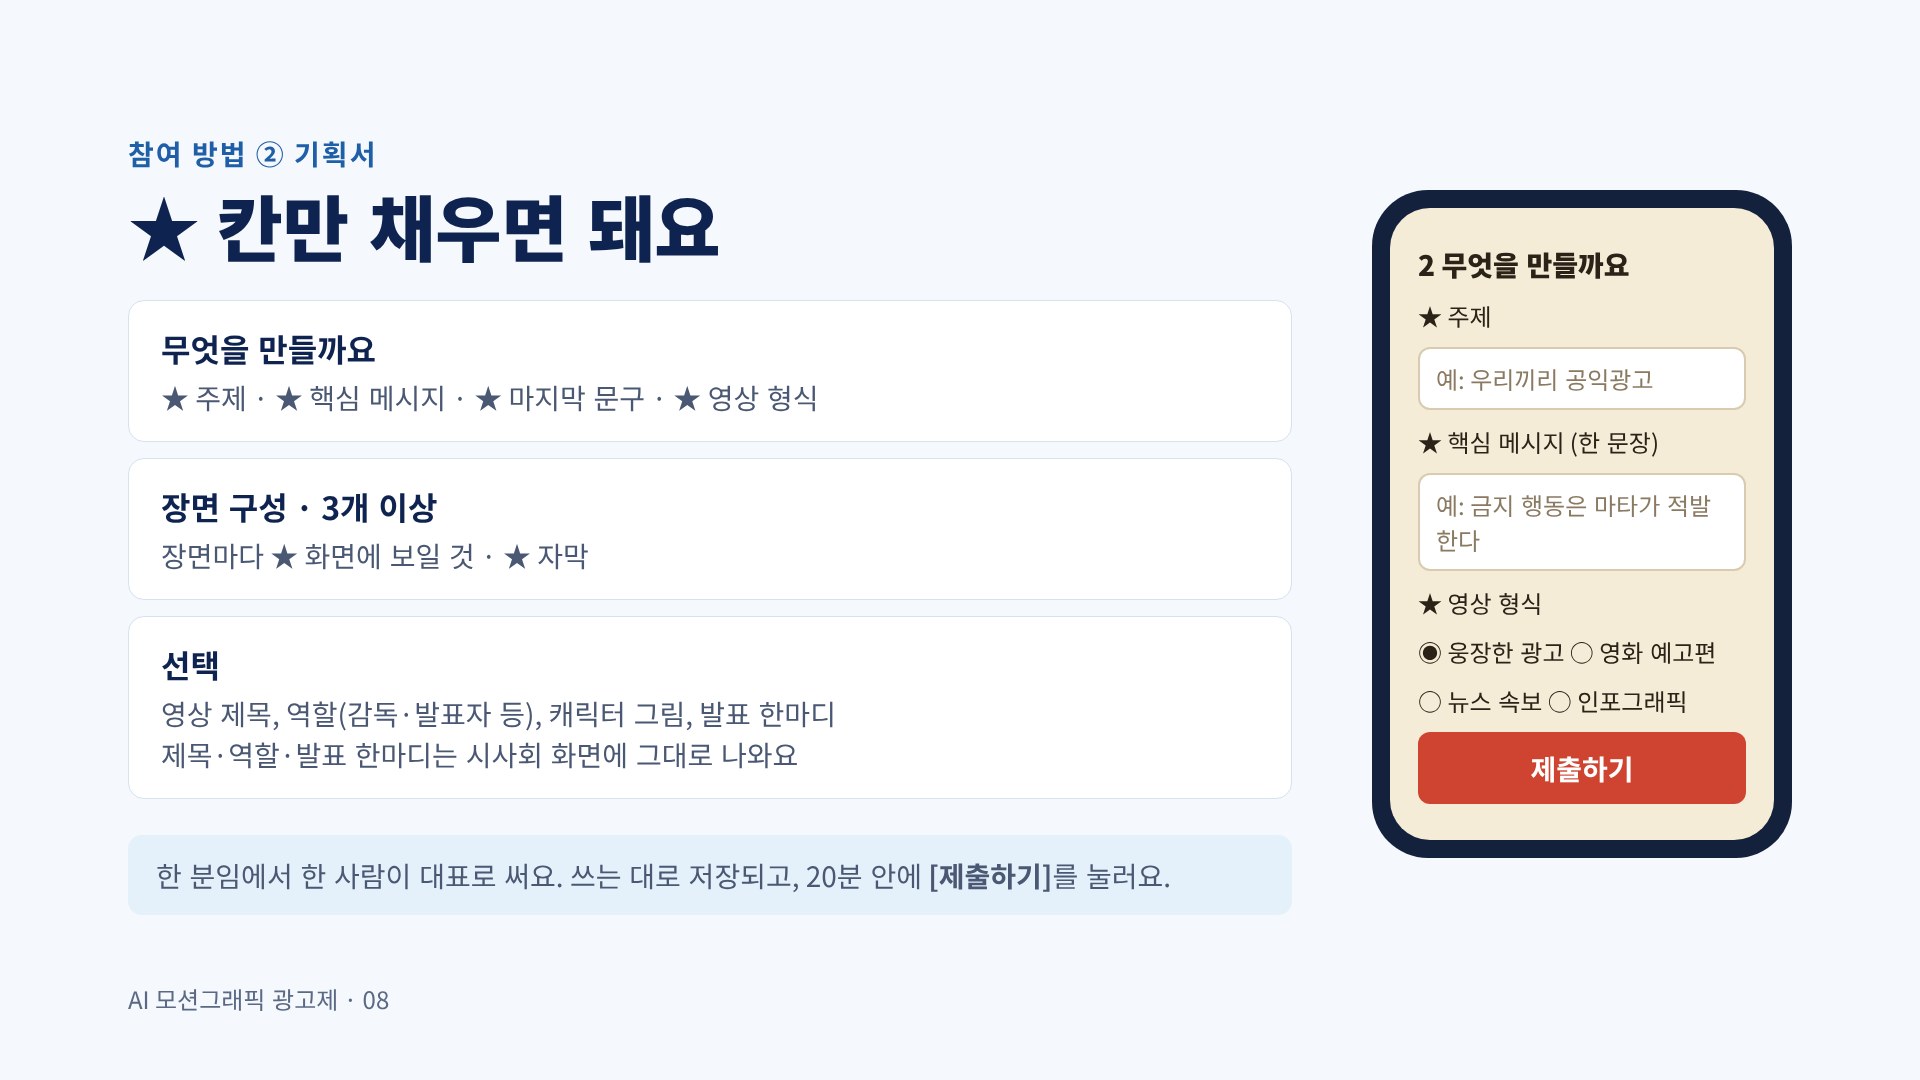 참여 방법 ② 기획서
★ 칸만 채우면 돼요
무엇을 만들까요
★ 주제 · ★ 핵심 메시지 · ★ 마지막 문구 · ★ 영상 형식
장면 구성 · 3개 이상
장면마다 ★ 화면에 보일 것 · ★ 자막
선택
영상 제목, 역할(감독·발표자 등), 캐릭터 그림, 발표 한마디
제목·역할·발표 한마디는 시사회 화면에 그대로 나와요
한 분임에서 한 사람이 대표로 써요. 쓰는 대로 저장되고, 20분 안에 [제출하기]를 눌러요.
2 무엇을 만들까요
★ 주제
예: 우리끼리 공익광고
★ 핵심 메시지 (한 문장)
예: 금지 행동은 마타가 적발
한다
★ 영상 형식
◉ 웅장한 광고 ○ 영화 예고편
○ 뉴스 속보 ○ 인포그래픽
제출하기
AI 모션그래픽 광고제 · 08